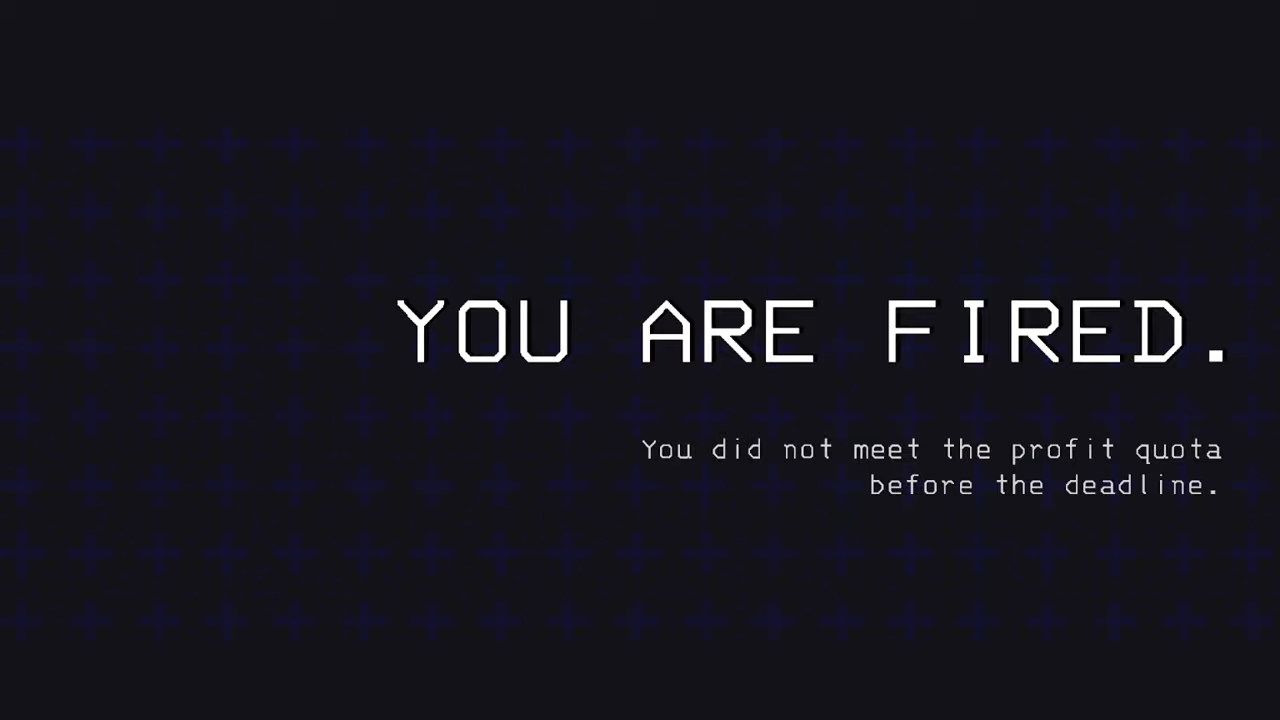 YOU ARE FIRED.
You did not meet the profit quota
before the deadline.